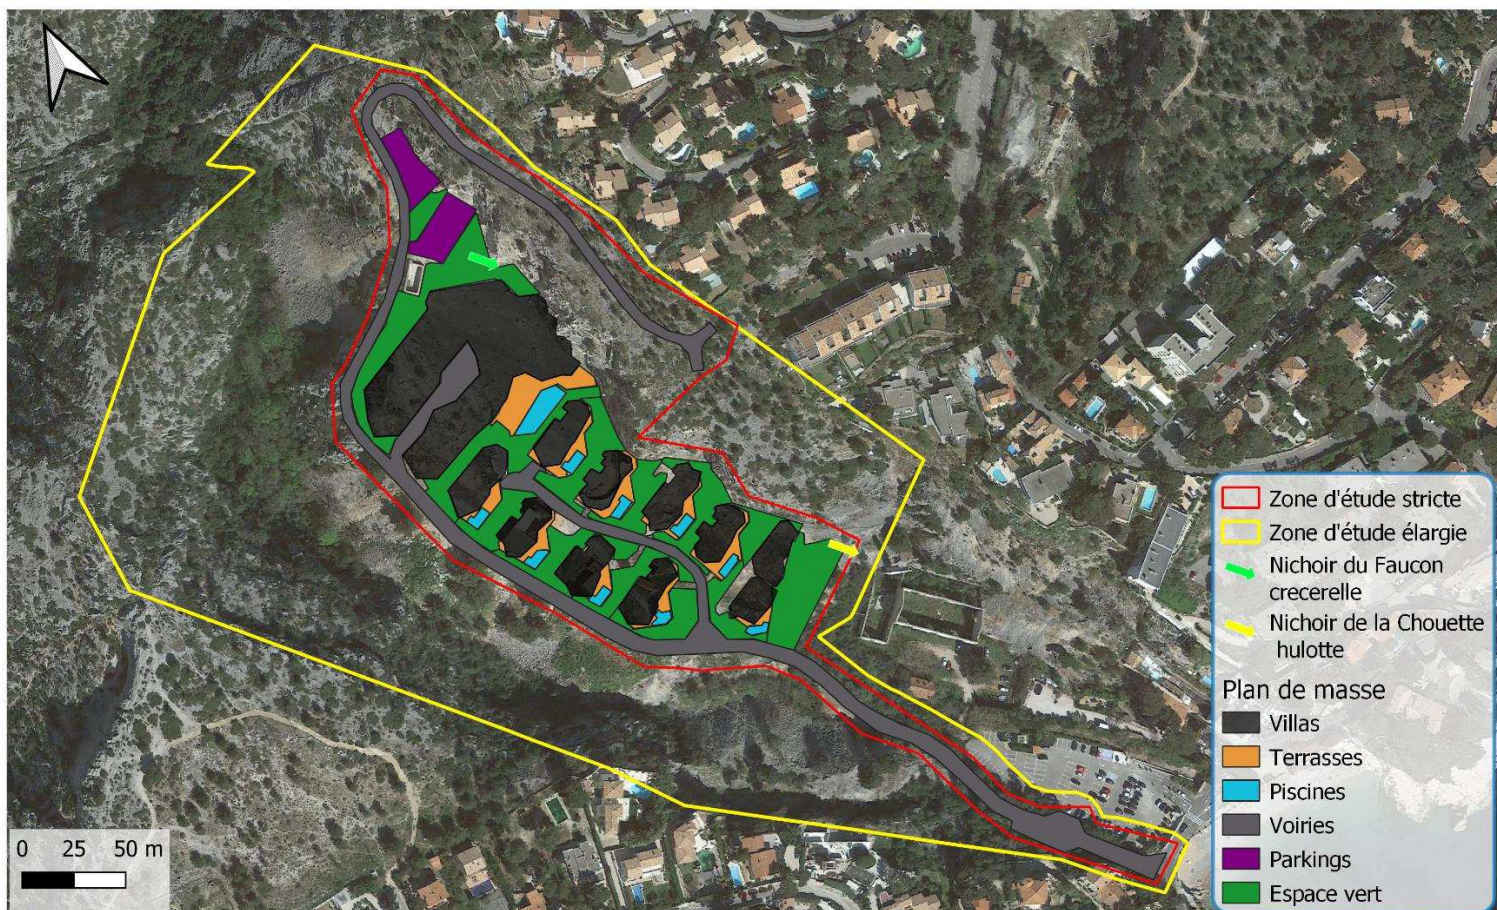 Zone d'étude stricte
Zone d'étude élargie
Nichoir du Faucon
crecerelle
Nichoir de la Chouette
hulotte
Plan de masse
Villas
Terrasses
Piscines
Voiries
Parkings
Espace vert
0 25 50 m